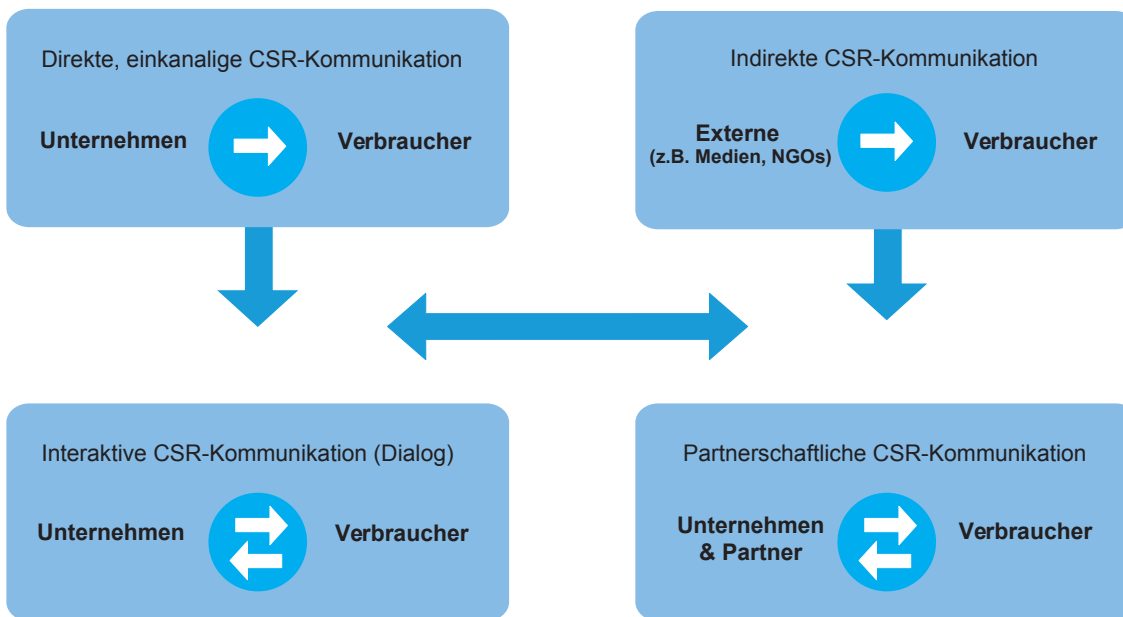 Direkte, einkanalige CSR-Kommunikation
Unternehmen
Verbraucher
Indirekte CSR-Kommunikation
Externe
(z.B. Medien, NGOs)
Verbraucher
Interaktive CSR-Kommunikation (Dialog)
Unternehmen
Verbraucher
Partnerschaftliche CSR-Kommunikation
Unternehmen
& Partner
Verbraucher